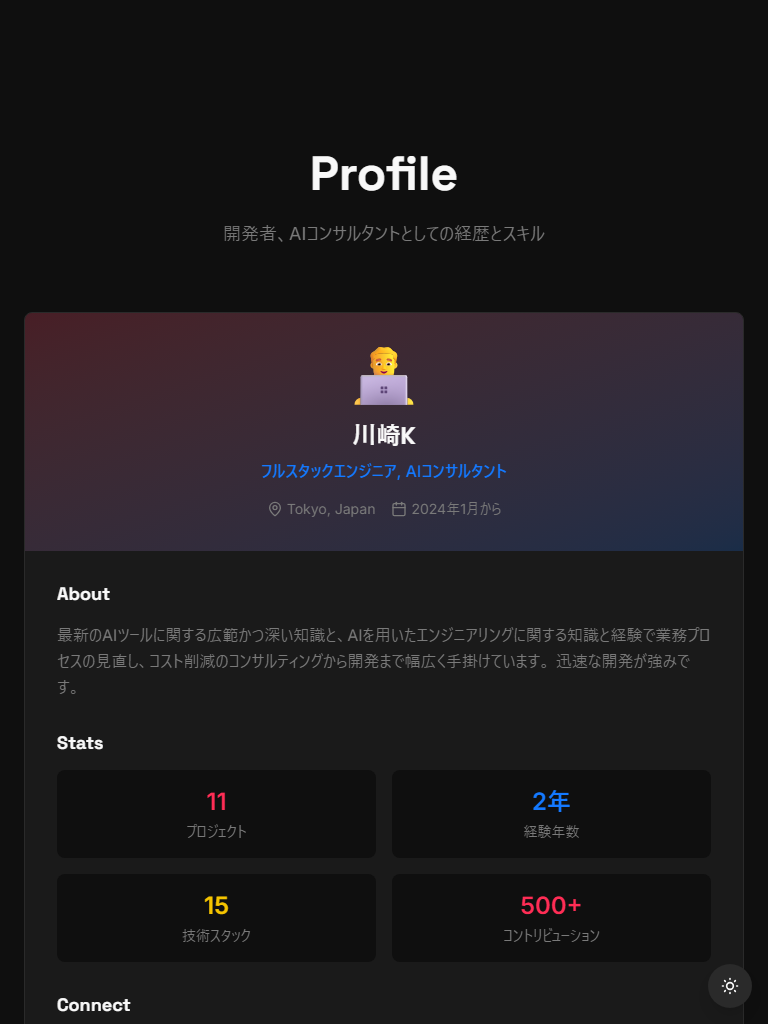 Profile
開発者、AIコンサルタントとしての経歴とスキル
川崎K
フルスタックエンジニア, AIコンサルタント
Tokyo, Japan 2024年1月から
About
最新のAIツールに関する広範かつ深い知識と、AIを用いたエンジニアリングに関する知識と経験で業務プロ
セスの見直し、コスト削減のコンサルティングから開発まで幅広く手掛けています。 迅速な開発が強みで
す。
Stats
11
プロジェクト
2年
経験年数
15
技術スタック
500+
コントリビューション
Connect